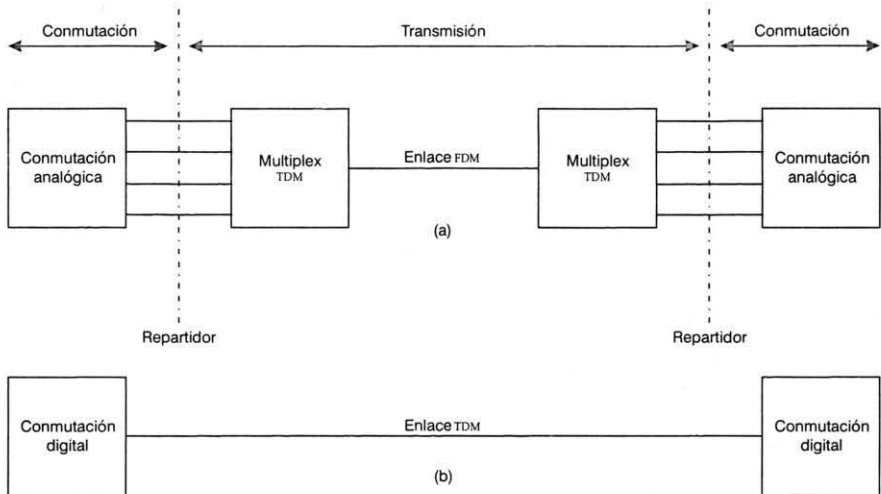 Conmutación
Transmisión
Conmutación
Conmutación
analógica
Multiplex
TDM
Enlace FDM
Multiplex
TDM
Conmutación
analógica
(a)
Repartidor
Repartidor
Conmutación
digital
Enlace TDM
Conmutación
digital
(b)